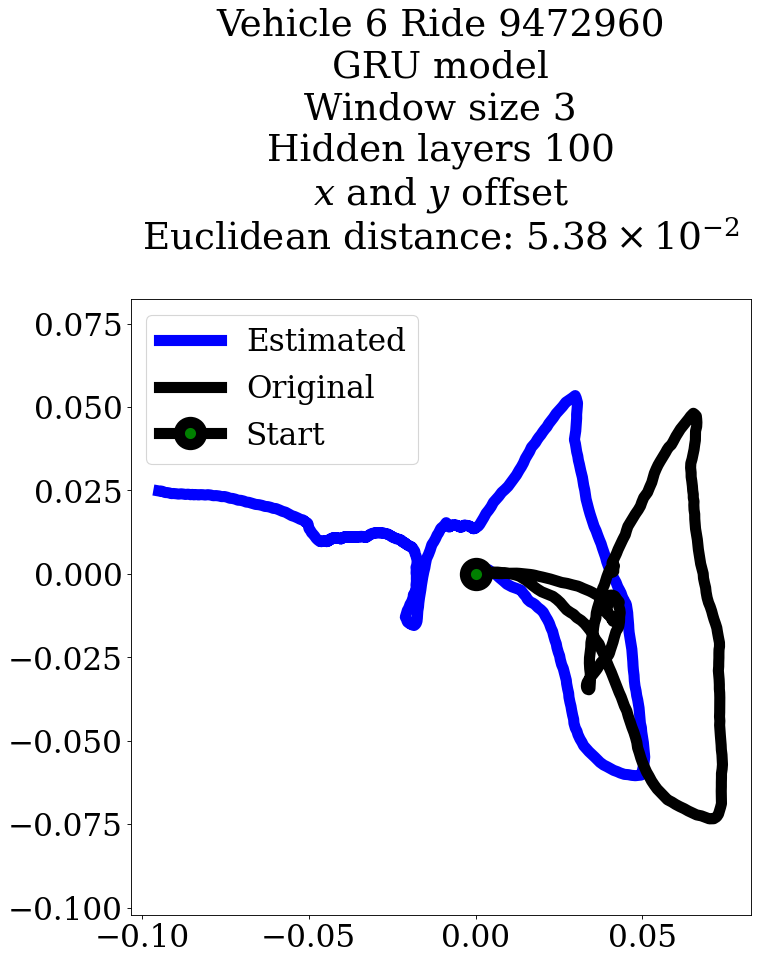 Vehicle 6 Ride 9472960
GRU model
Window size 3
Hidden layers 100
x and y offset
Euclidean distance: 5.38 × 10⁻²
Estimated
Original
Start
0.075
0.050
0.025
0.000
−0.025
−0.050
−0.075
−0.100
−0.10 −0.05 0.00 0.05